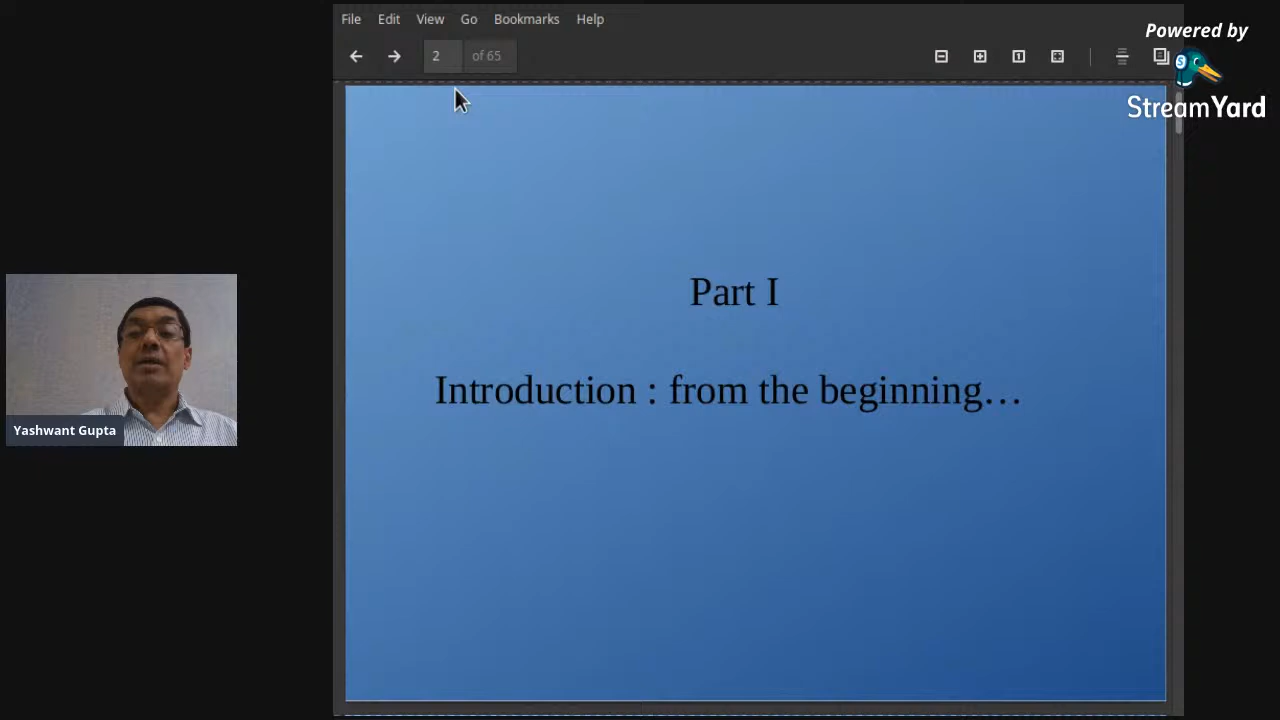 File Edit View Go Bookmarks Help
2 of 65
Powered by
StreamYard
Part I
Introduction : from the beginning…
Yashwant Gupta